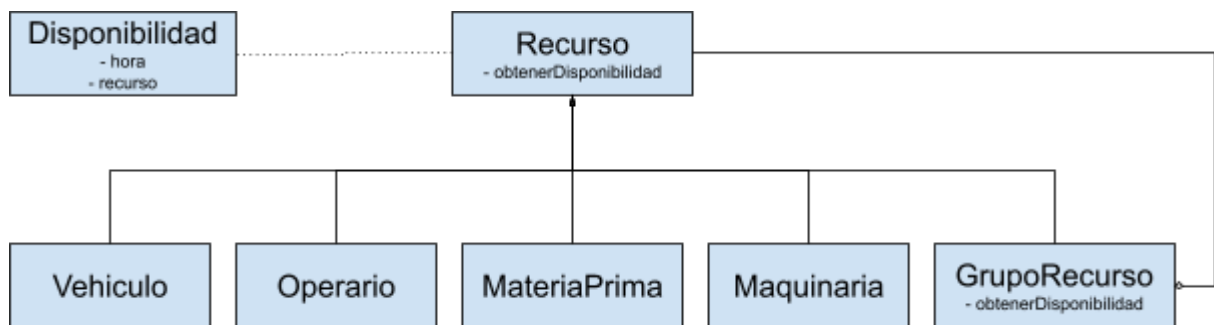 Disponibilidad
- hora
- recurso
Recurso
- obtenerDisponibilidad
Vehiculo
Operario
MateriaPrima
Maquinaria
GrupoRecurso
- obtenerDisponibilidad